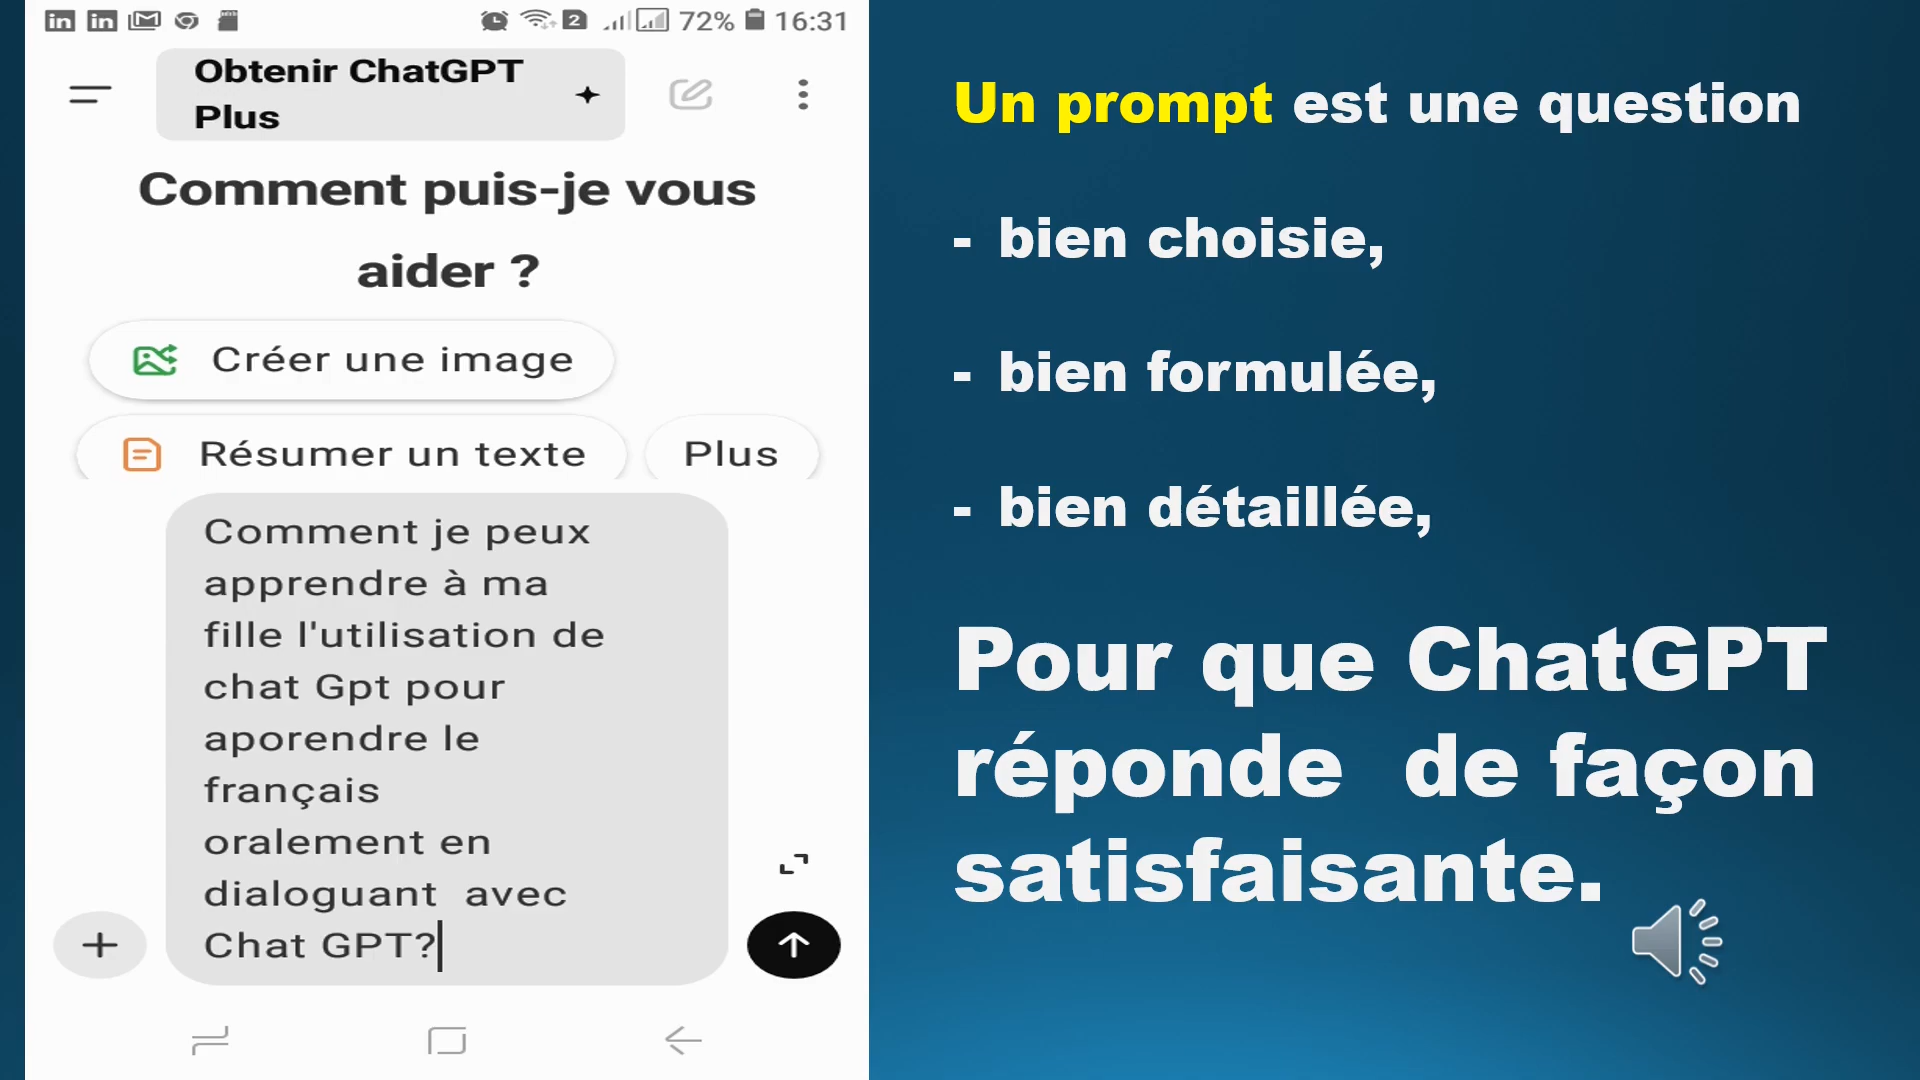 2 72% 16:31
Obtenir ChatGPT
Plus
Comment puis-je vous
aider ?
Créer une image
Résumer un texte Plus
Comment je peux
apprendre à ma
fille l'utilisation de
chat Gpt pour
aporendre le
français
oralement en
dialoguant  avec
Chat GPT?
Un prompt est une question
- bien choisie,
- bien formulée,
- bien détaillée,
Pour que ChatGPT
réponde  de façon
satisfaisante.